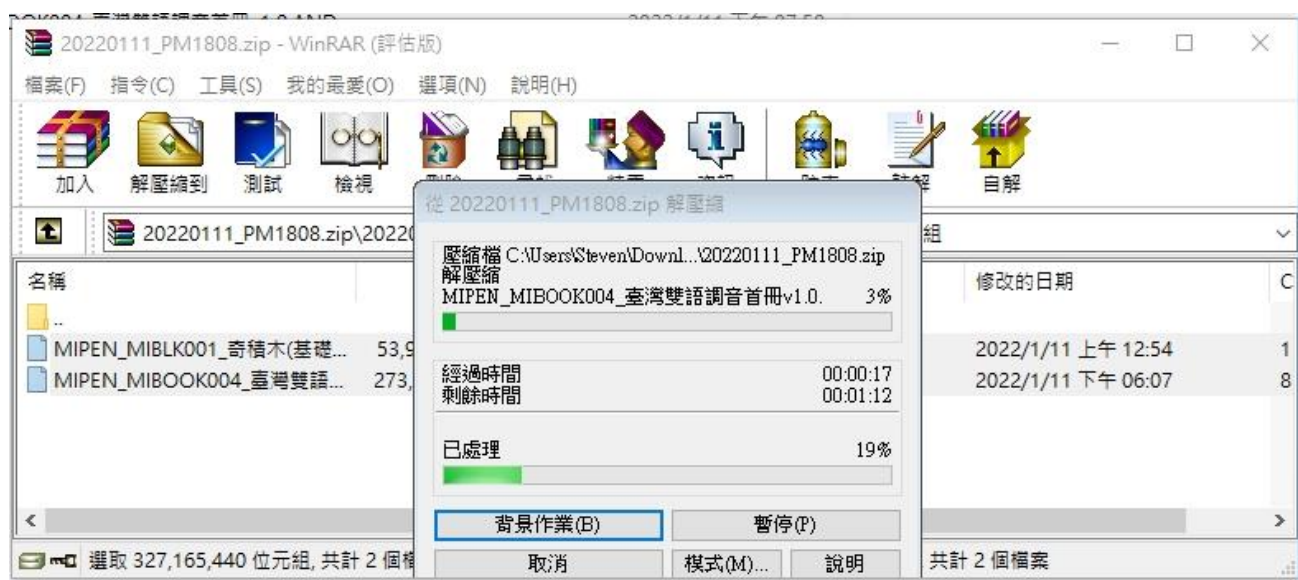 20220111_PM1808.zip - WinRAR (評估版)
檔案(F) 指令(C) 工具(S) 我的最愛(O) 選項(N) 說明(H)
加入 解壓縮到 測試 檢視 自解
從 20220111_PM1808.zip 解壓縮
20220111_PM1808.zip\2022 組
壓縮檔 C:\Users\Steven\Downl...\20220111_PM1808.zip
解壓縮
MIPEN_MIBOOK004_臺灣雙語調音首冊v1.0. 3%
名稱 修改的日期 C
..
MIPEN_MIBLK001_奇積木(基礎... 53,9 2022/1/11 上午 12:54 1
MIPEN_MIBOOK004_臺灣雙語... 273, 2022/1/11 下午 06:07 8
經過時間 00:00:17
剩餘時間 00:01:12
已處理 19%
背景作業(B) 暫停(P)
取消 模式(M)... 說明
選取 327,165,440 位元組, 共計 2 個 共計 2 個檔案